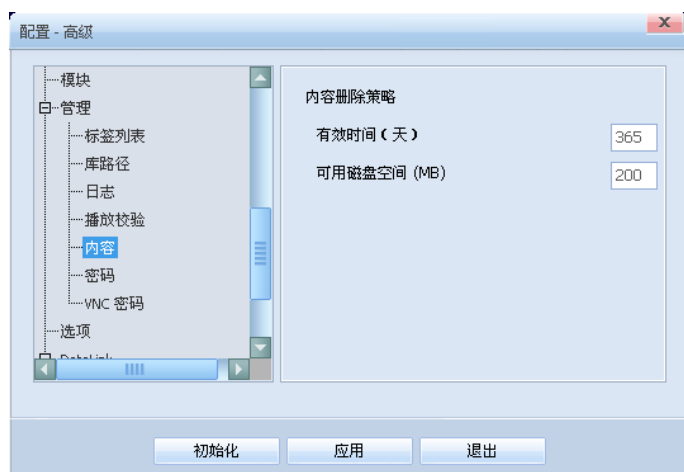 配置 - 高级
模块
管理
标签列表
库路径
日志
播放校验
内容
密码
VNC 密码
选项
DataLink
内容删除策略
有效时间 ( 天 )
365
可用磁盘空间 (MB)
200
初始化
应用
退出